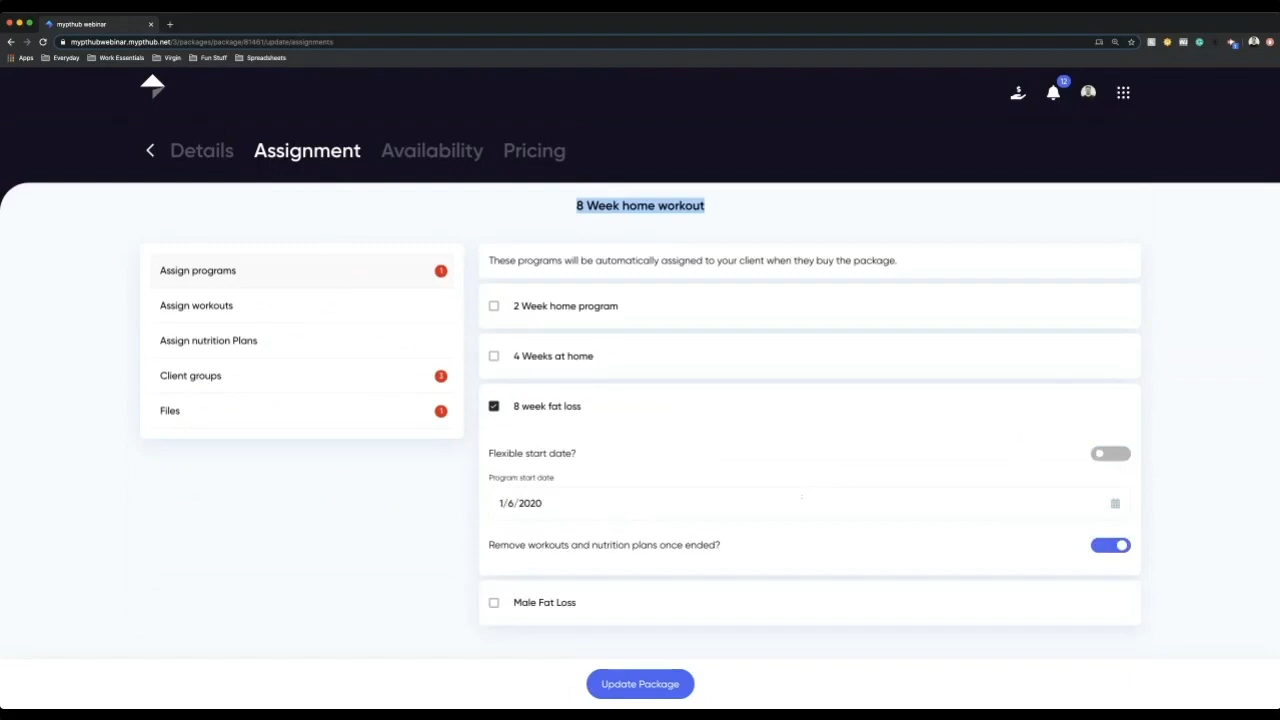 mypthub webinar
mypthubwebinar.mypthub.net/3/packages/package/81461/update/assignments
Apps Everyday Work Essentials Virgin Fun Stuff Spreadsheets
12
Details Assignment Availability Pricing
8 Week home workout
Assign programs 1
Assign workouts
Assign nutrition Plans
Client groups 3
Files 1
These programs will be automatically assigned to your client when they buy the package.
2 Week home program
4 Weeks at home
8 week fat loss
Flexible start date?
Program start date
1/6/2020
Remove workouts and nutrition plans once ended?
Male Fat Loss
Update Package